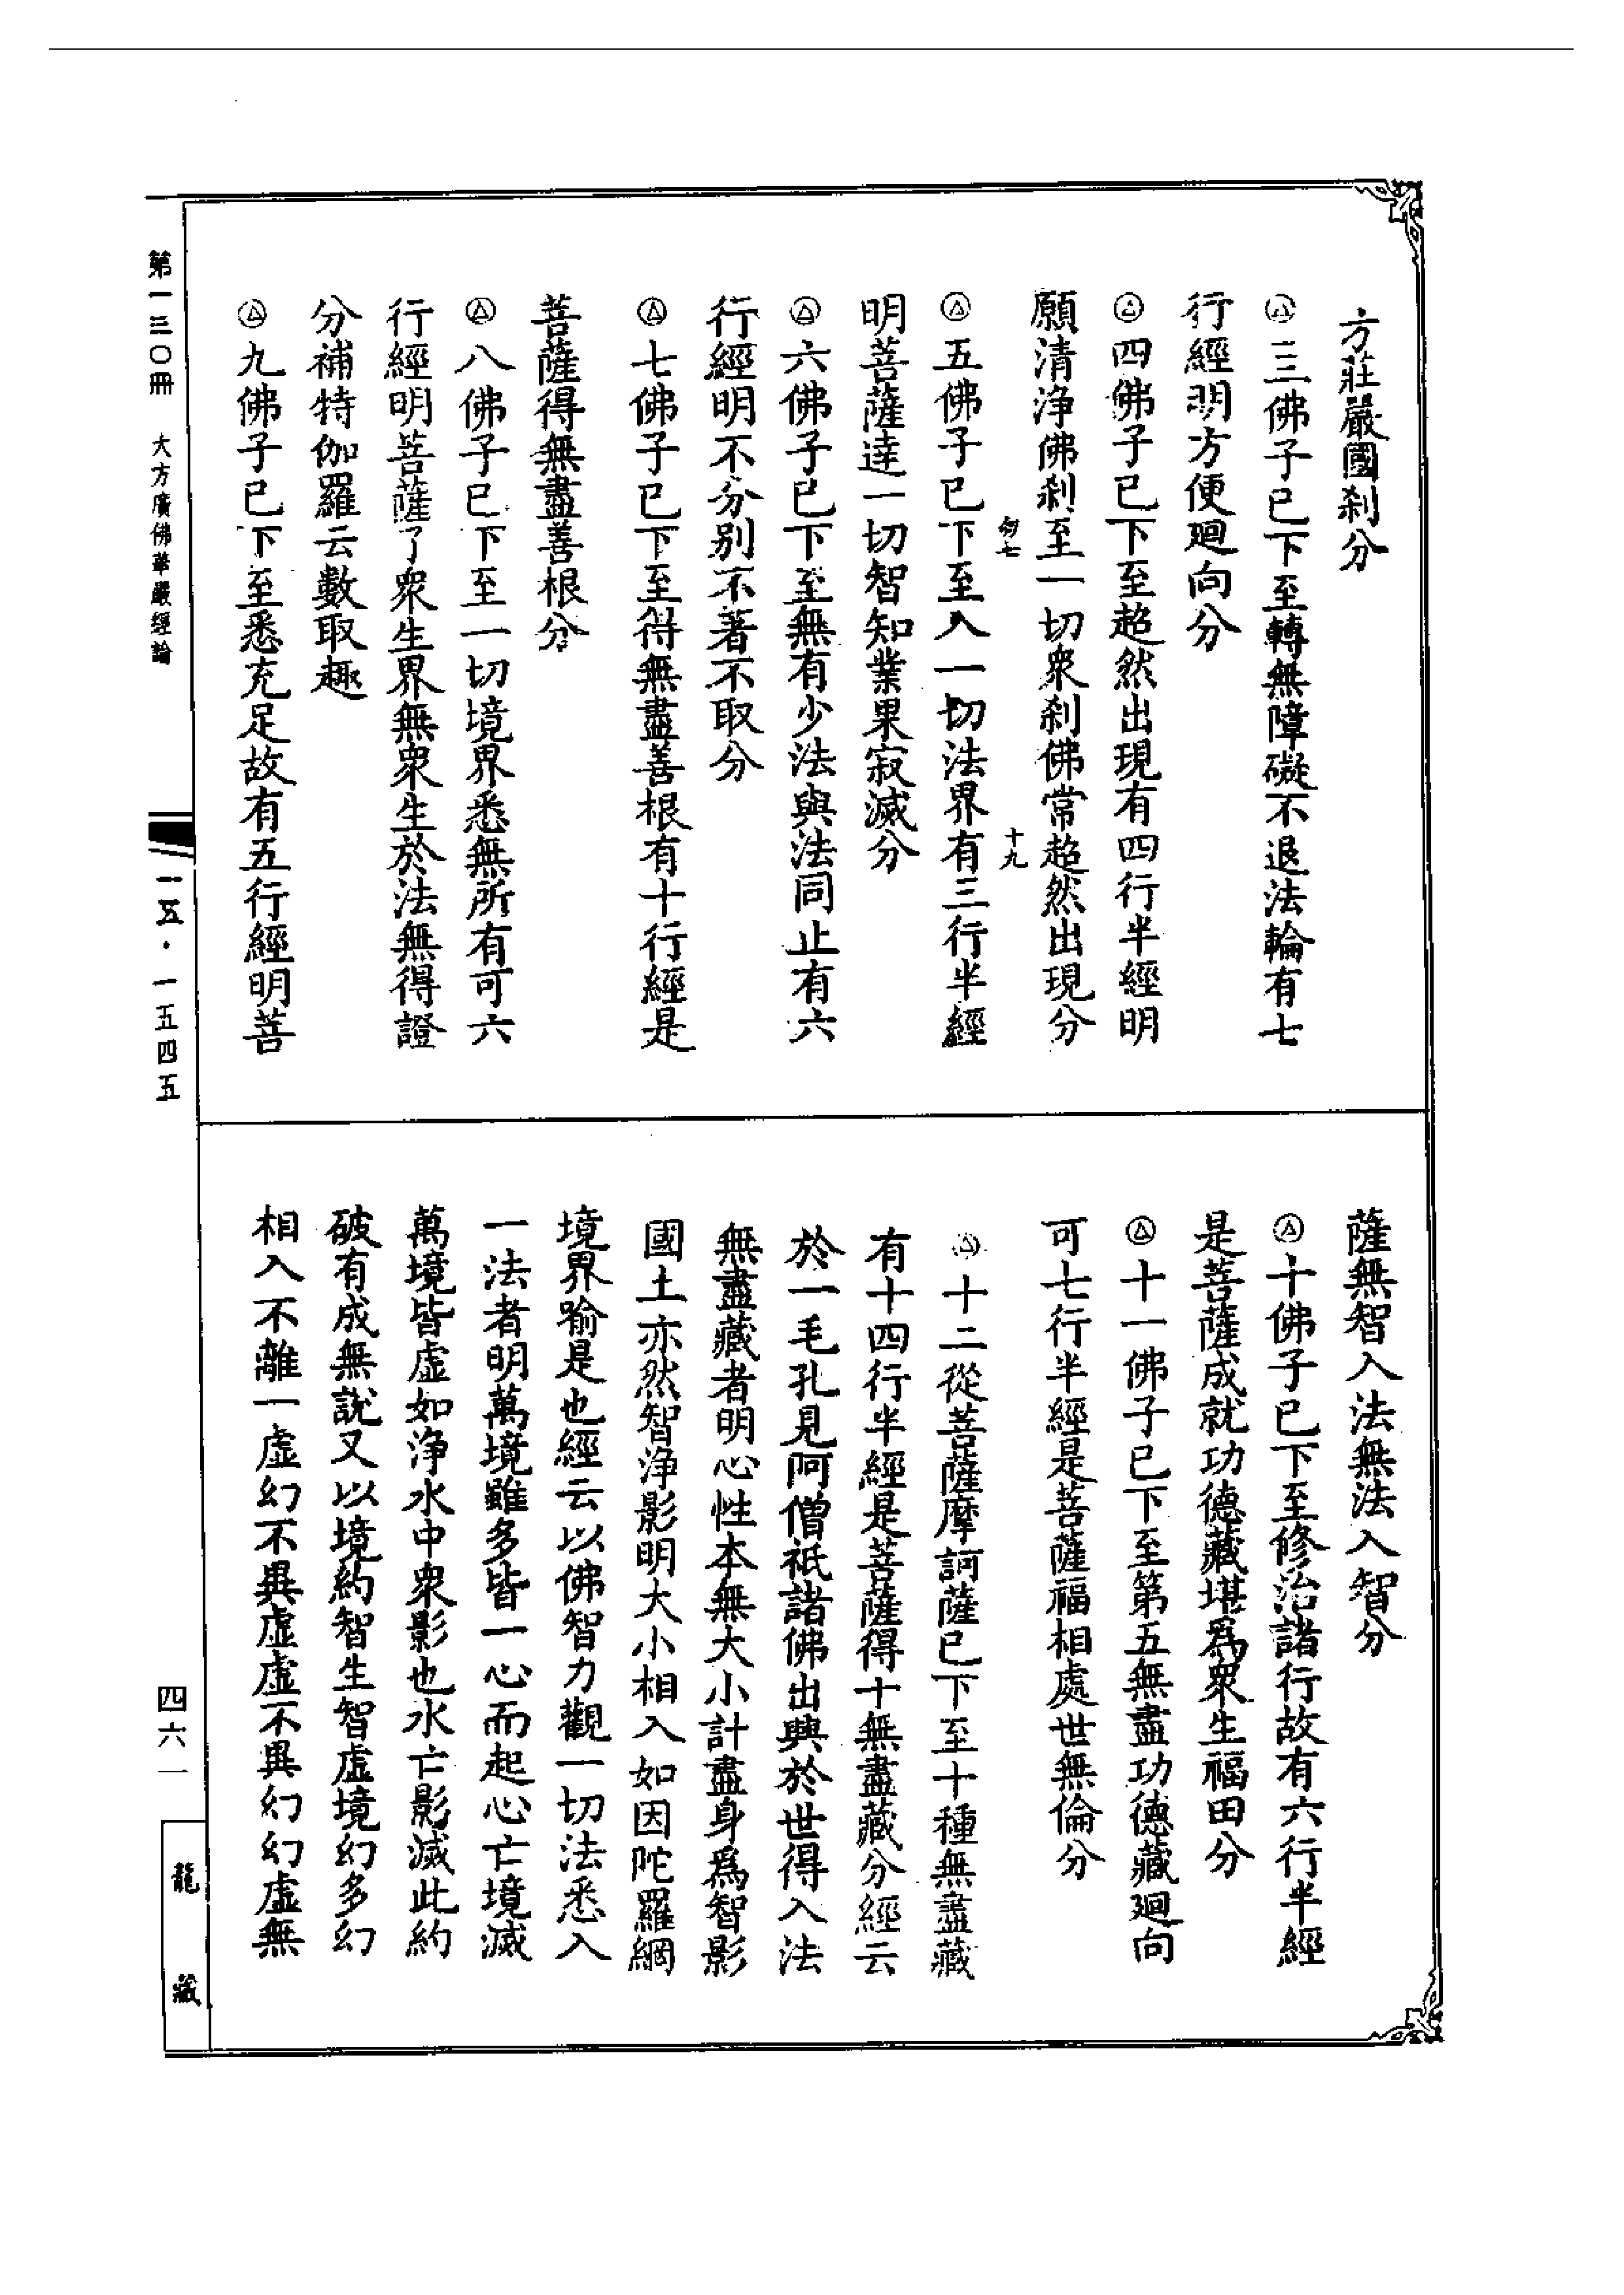 方莊嚴國刹分
三佛子已下至轉無障礙不退法輪有七
行經明方便廻向分
四佛子已下至超然出現有四行半經明
願清淨佛刹至一切衆刹佛常超然出現分
十九
五佛子已下至入一切法界有三行半經
明菩薩達一切智知業果寂滅分
六佛子已下至無有少法與法同止有六
行經明不分別不著不取分
七佛子已下至得無盡善根有十行經是
菩薩得無盡善根分
八佛子已下至一切境界悉無所有可六
行經明菩薩了衆生界無衆生於法無得證
分補特伽羅云數取趣
九佛子已下至悉充足故有五行經明菩
薩無智入法無法入智分
十佛子已下至修治諸行故有六行半經
是菩薩成就功德藏堪爲衆生福田分
十一佛子已下至第五無盡功德藏廻向
可七行半經是菩薩福相處世無倫分
十二從菩薩摩訶薩已下至十種無盡藏
有十四行半經是菩薩得十無盡藏分經云
於一毛孔見阿僧祇諸佛出興於世得入法
無盡藏者明心性本無大小計盡身爲智影
國土亦然智淨影明大小相入如因陀羅網
境界喻是也經云以佛智力觀一切法悉入
一法者明萬境雖多皆一心而起心亡境滅
萬境皆虛如淨水中衆影也水亡影滅此約
破有成無說又以境約智生智虛境幻多幻
相入不離一虛幻不異虛虛不異幻幻虛無
第一三〇冊 大方廣佛華嚴經論
一五·一五四五
四六一
龍藏